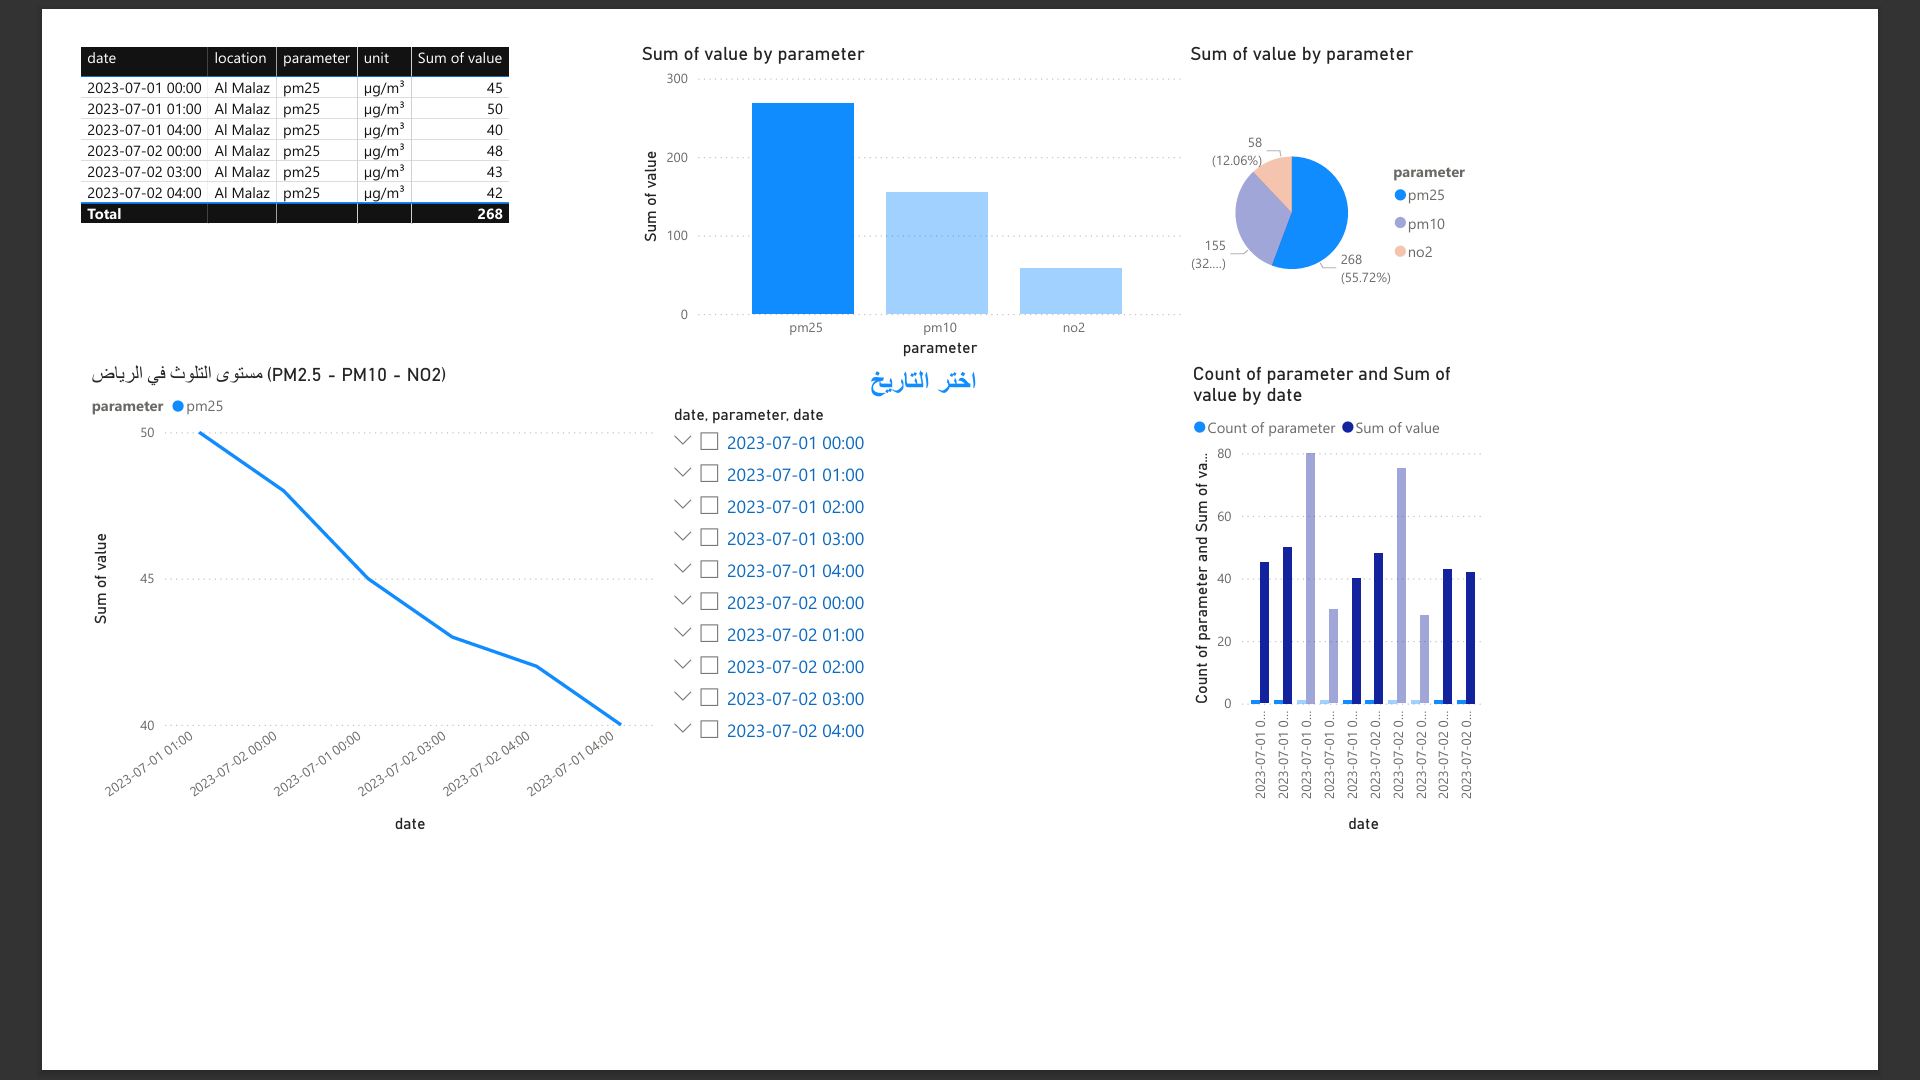 date location parameter unit Sum of value
2023-07-01 00:00 Al Malaz pm25 µg/m³ 45
2023-07-01 01:00 Al Malaz pm25 µg/m³ 50
2023-07-01 04:00 Al Malaz pm25 µg/m³ 40
2023-07-02 00:00 Al Malaz pm25 µg/m³ 48
2023-07-02 03:00 Al Malaz pm25 µg/m³ 43
2023-07-02 04:00 Al Malaz pm25 µg/m³ 42
Total 268
Sum of value by parameter
Sum of value
300
200
100
0
pm25 pm10 no2
parameter
Sum of value by parameter
58
(12.06%)
155
(32....)
268
(55.72%)
parameter
pm25
pm10
no2
مستوى التلوث في الرياض (PM2.5 - PM10 - NO2)
parameter pm25
Sum of value
50
45
40
2023-07-01 01:00
2023-07-02 00:00
2023-07-01 00:00
2023-07-02 03:00
2023-07-02 04:00
2023-07-01 04:00
date
اختر التاريخ
date, parameter, date
2023-07-01 00:00
2023-07-01 01:00
2023-07-01 02:00
2023-07-01 03:00
2023-07-01 04:00
2023-07-02 00:00
2023-07-02 01:00
2023-07-02 02:00
2023-07-02 03:00
2023-07-02 04:00
Count of parameter and Sum of
value by date
Count of parameter Sum of value
Count of parameter and Sum of va...
80
60
40
20
0
2023-07-01 0...
2023-07-01 0...
2023-07-01 0...
2023-07-01 0...
2023-07-01 0...
2023-07-02 0...
2023-07-02 0...
2023-07-02 0...
2023-07-02 0...
2023-07-02 0...
date